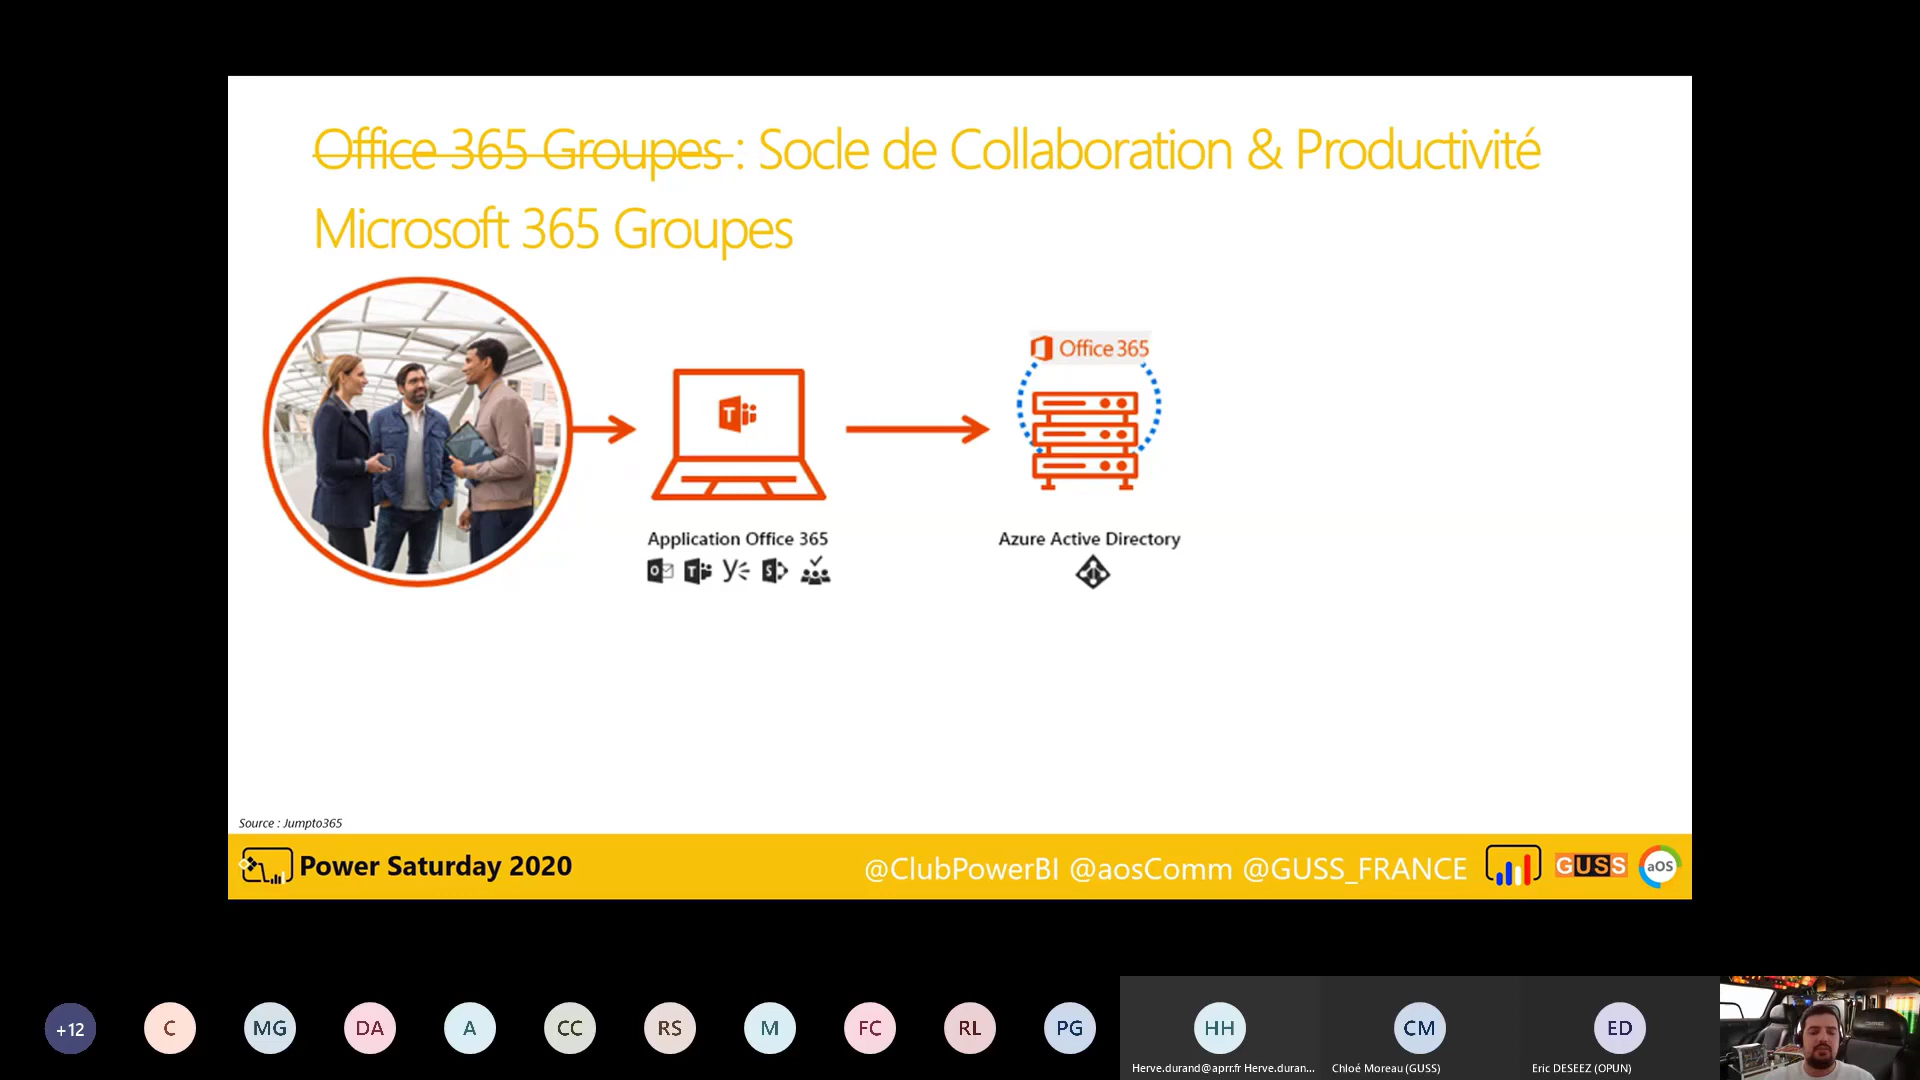 Office 365 Groupes : Socle de Collaboration & Productivité
Microsoft 365 Groupes
Office 365
T
Application Office 365
Azure Active Directory
Source : Jumpto365
Power Saturday 2020
@ClubPowerBI @aosComm @GUSS_FRANCE
GUSS
aOS
+12
C
MG
DA
A
CC
RS
M
FC
RL
PG
HH
CM
ED
Herve.durand@aprr.fr Herve.duran...
Chloé Moreau (GUSS)
Eric DESEEZ (OPUN)